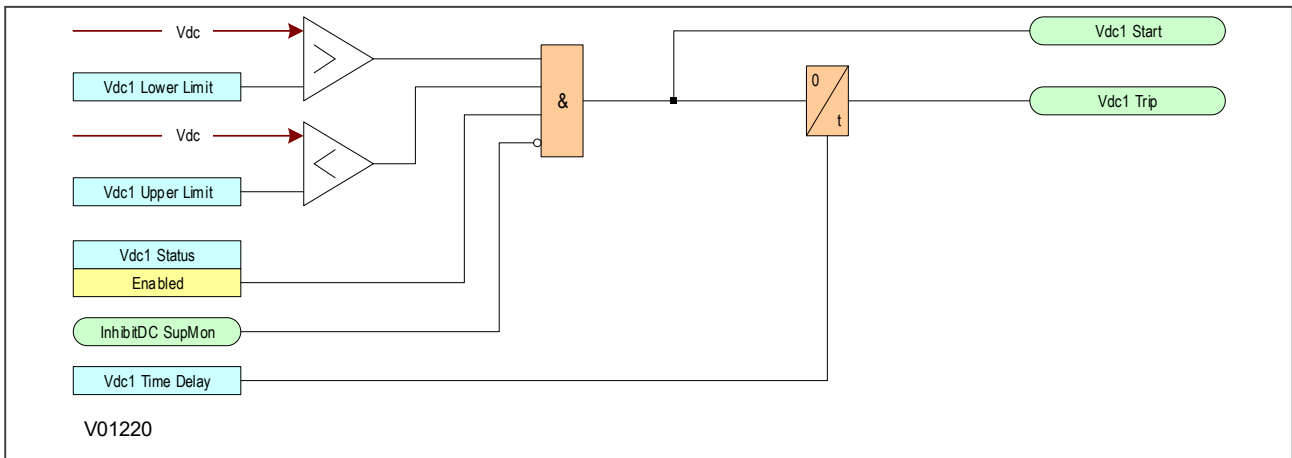 Vdc
Vdc1 Start
Vdc1 Lower Limit
&
0
t
Vdc1 Trip
Vdc
Vdc1 Upper Limit
Vdc1 Status
Enabled
InhibitDC SupMon
Vdc1 Time Delay
V01220